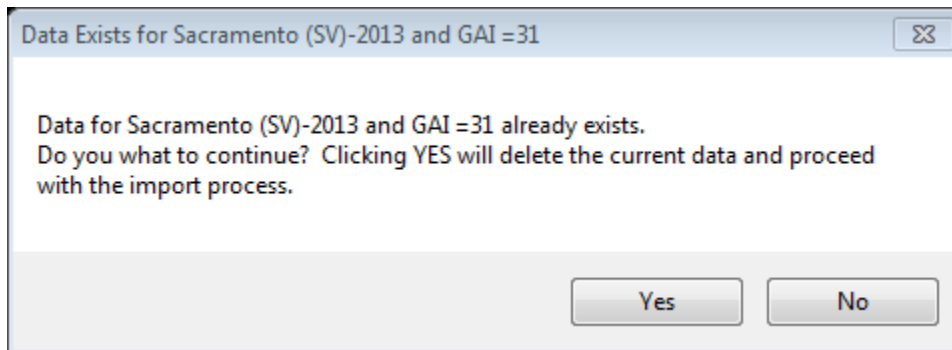 Data Exists for Sacramento (SV)-2013 and GAI =31
Data for Sacramento (SV)-2013 and GAI =31 already exists.
Do you what to continue?  Clicking YES will delete the current data and proceed
with the import process.
Yes
No